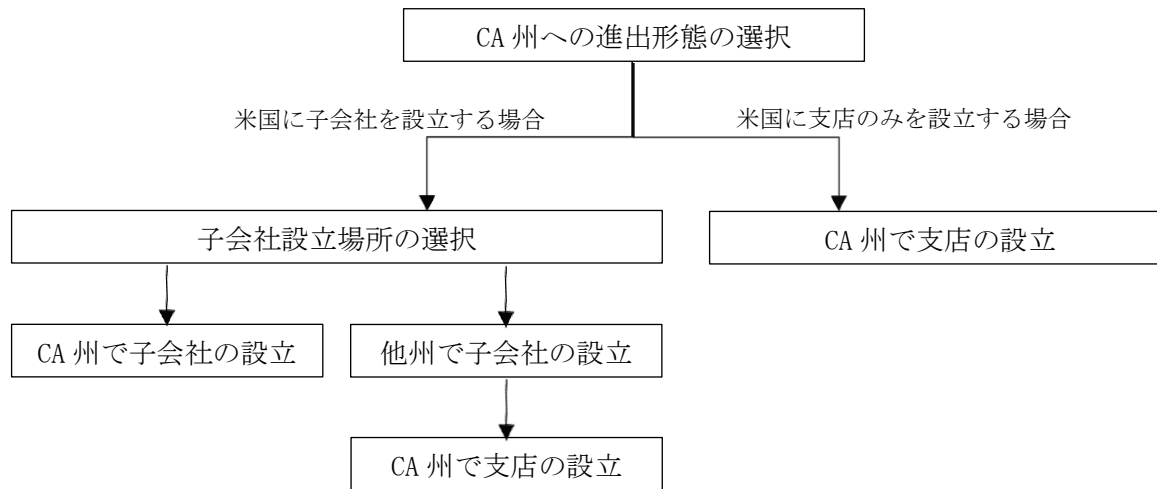 CA 州への進出形態の選択
米国に子会社を設立する場合
米国に支店のみを設立する場合
子会社設立場所の選択
CA 州で支店の設立
CA 州で子会社の設立
他州で子会社の設立
CA 州で支店の設立